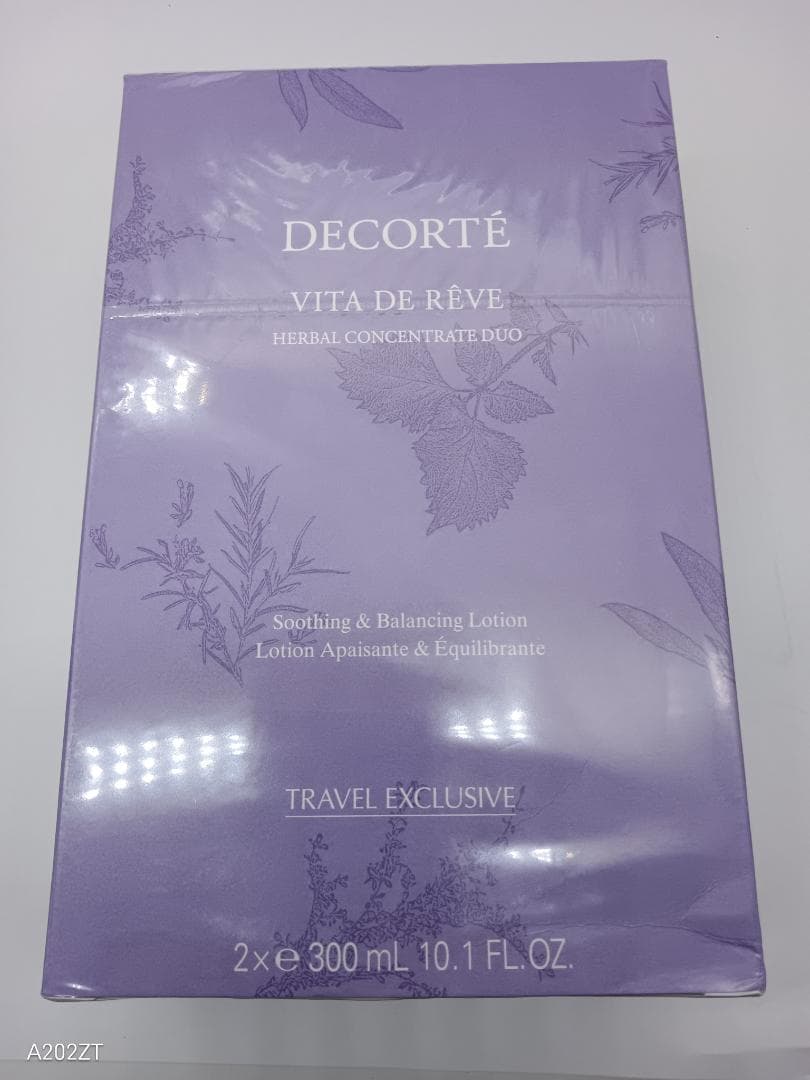 DECORTÉ
VITA DE RÊVE
HERBAL CONCENTRATE DUO
Soothing & Balancing Lotion
Lotion Apaisante & Équilibrante
TRAVEL EXCLUSIVE
2x℮ 300 mL 10.1 FL.OZ.
A202ZT